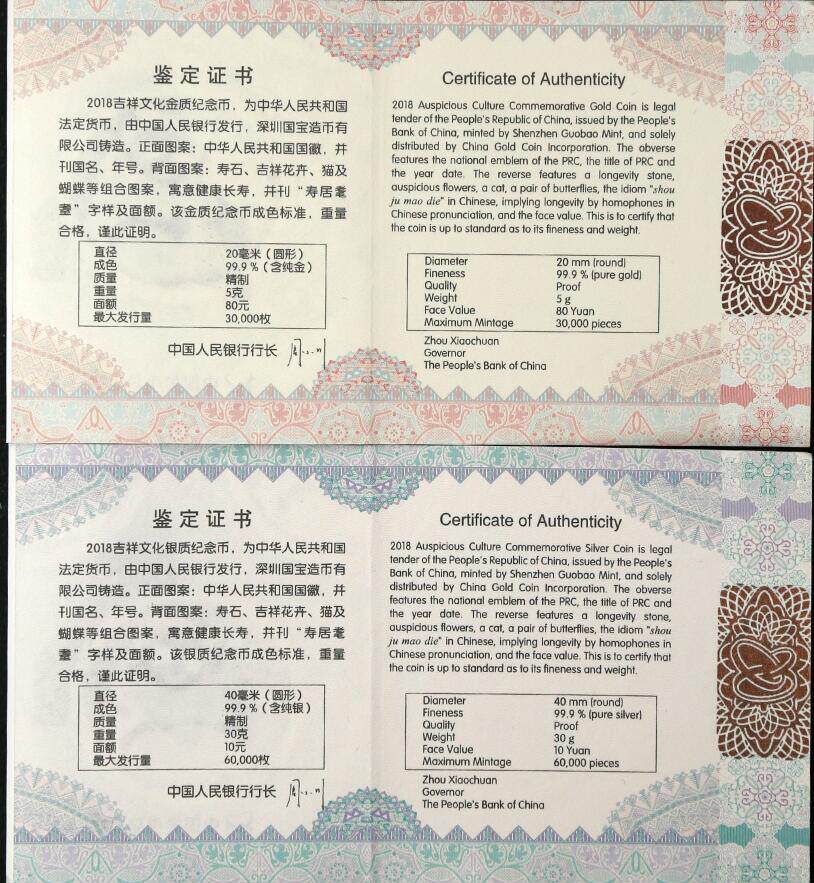 鉴定证书
2018吉祥文化金质纪念币，为中华人民共和国
法定货币，由中国人民银行发行，深圳国宝造币有
限公司铸造。正面图案：中华人民共和国国徽，并
刊国名、年号。背面图案：寿石、吉祥花卉、猫及
蝴蝶等组合图案，寓意健康长寿，并刊“寿居耄
耋”字样及面额。该金质纪念币成色标准，重量
合格，谨此证明。
直径 20毫米（圆形）
成色 99.9％（含纯金）
质量 精制
重量 5克
面额 80元
最大发行量 30,000枚
中国人民银行行长
Certificate of Authenticity
2018 Auspicious Culture Commemorative Gold Coin is legal
tender of the People's Republic of China, issued by the People's
Bank of China, minted by Shenzhen Guobao Mint, and solely
distributed by China Gold Coin Incorporation. The obverse
features the national emblem of the PRC, the title of PRC and
the year date. The reverse features a longevity stone,
auspicious flowers, a cat, a pair of butterflies, the idiom "shou
ju mao die" in Chinese, implying longevity by homophones in
Chinese pronunciation, and the face value. This is to certify that
the coin is up to standard as to its fineness and weight.
Diameter 20 mm (round)
Fineness 99.9 % (pure gold)
Quality Proof
Weight 5 g
Face Value 80 Yuan
Maximum Mintage 30,000 pieces
Zhou Xiaochuan
Governor
The People's Bank of China
鉴定证书
2018吉祥文化银质纪念币，为中华人民共和国
法定货币，由中国人民银行发行，深圳国宝造币有
限公司铸造。正面图案：中华人民共和国国徽，并
刊国名、年号。背面图案：寿石、吉祥花卉、猫及
蝴蝶等组合图案，寓意健康长寿，并刊“寿居耄
耋”字样及面额。该银质纪念币成色标准，重量
合格，谨此证明。
直径 40毫米（圆形）
成色 99.9％（含纯银）
质量 精制
重量 30克
面额 10元
最大发行量 60,000枚
中国人民银行行长
Certificate of Authenticity
2018 Auspicious Culture Commemorative Silver Coin is legal
tender of the People's Republic of China, issued by the People's
Bank of China, minted by Shenzhen Guobao Mint, and solely
distributed by China Gold Coin Incorporation. The obverse
features the national emblem of the PRC, the title of PRC and
the year date. The reverse features a longevity stone,
auspicious flowers, a cat, a pair of butterflies, the idiom "shou
ju mao die" in Chinese, implying longevity by homophones in
Chinese pronunciation, and the face value. This is to certify that
the coin is up to standard as to its fineness and weight.
Diameter 40 mm (round)
Fineness 99.9 % (pure silver)
Quality Proof
Weight 30 g
Face Value 10 Yuan
Maximum Mintage 60,000 pieces
Zhou Xiaochuan
Governor
The People's Bank of China